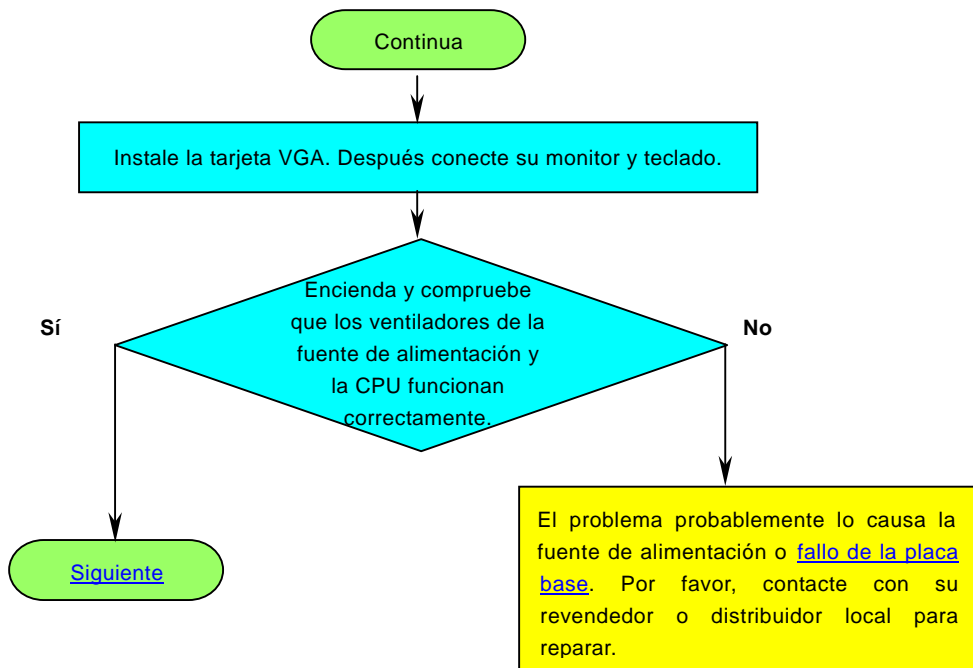 Continua
Instale la tarjeta VGA. Después conecte su monitor y teclado.
Encienda y compruebe
que los ventiladores de la
fuente de alimentación y
la CPU funcionan
correctamente.
Sí
No
Siguiente
El problema probablemente lo causa la
fuente de alimentación o fallo de la placa
base. Por favor, contacte con su
revendedor o distribuidor local para
reparar.